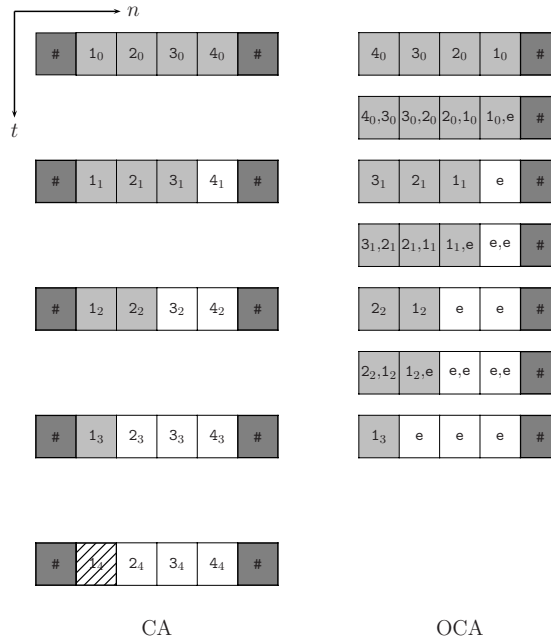 n
# 1₀ 2₀ 3₀ 4₀ # 4₀ 3₀ 2₀ 1₀ #
4₀,3₀ 3₀,2₀ 2₀,1₀ 1₀,e #
t
# 1₁ 2₁ 3₁ 4₁ # 3₁ 2₁ 1₁ e #
3₁,2₁ 2₁,1₁ 1₁,e e,e #
# 1₂ 2₂ 3₂ 4₂ # 2₂ 1₂ e e #
2₂,1₂ 1₂,e e,e e,e #
# 1₃ 2₃ 3₃ 4₃ # 1₃ e e e #
# 1₄ 2₄ 3₄ 4₄ #
CA OCA